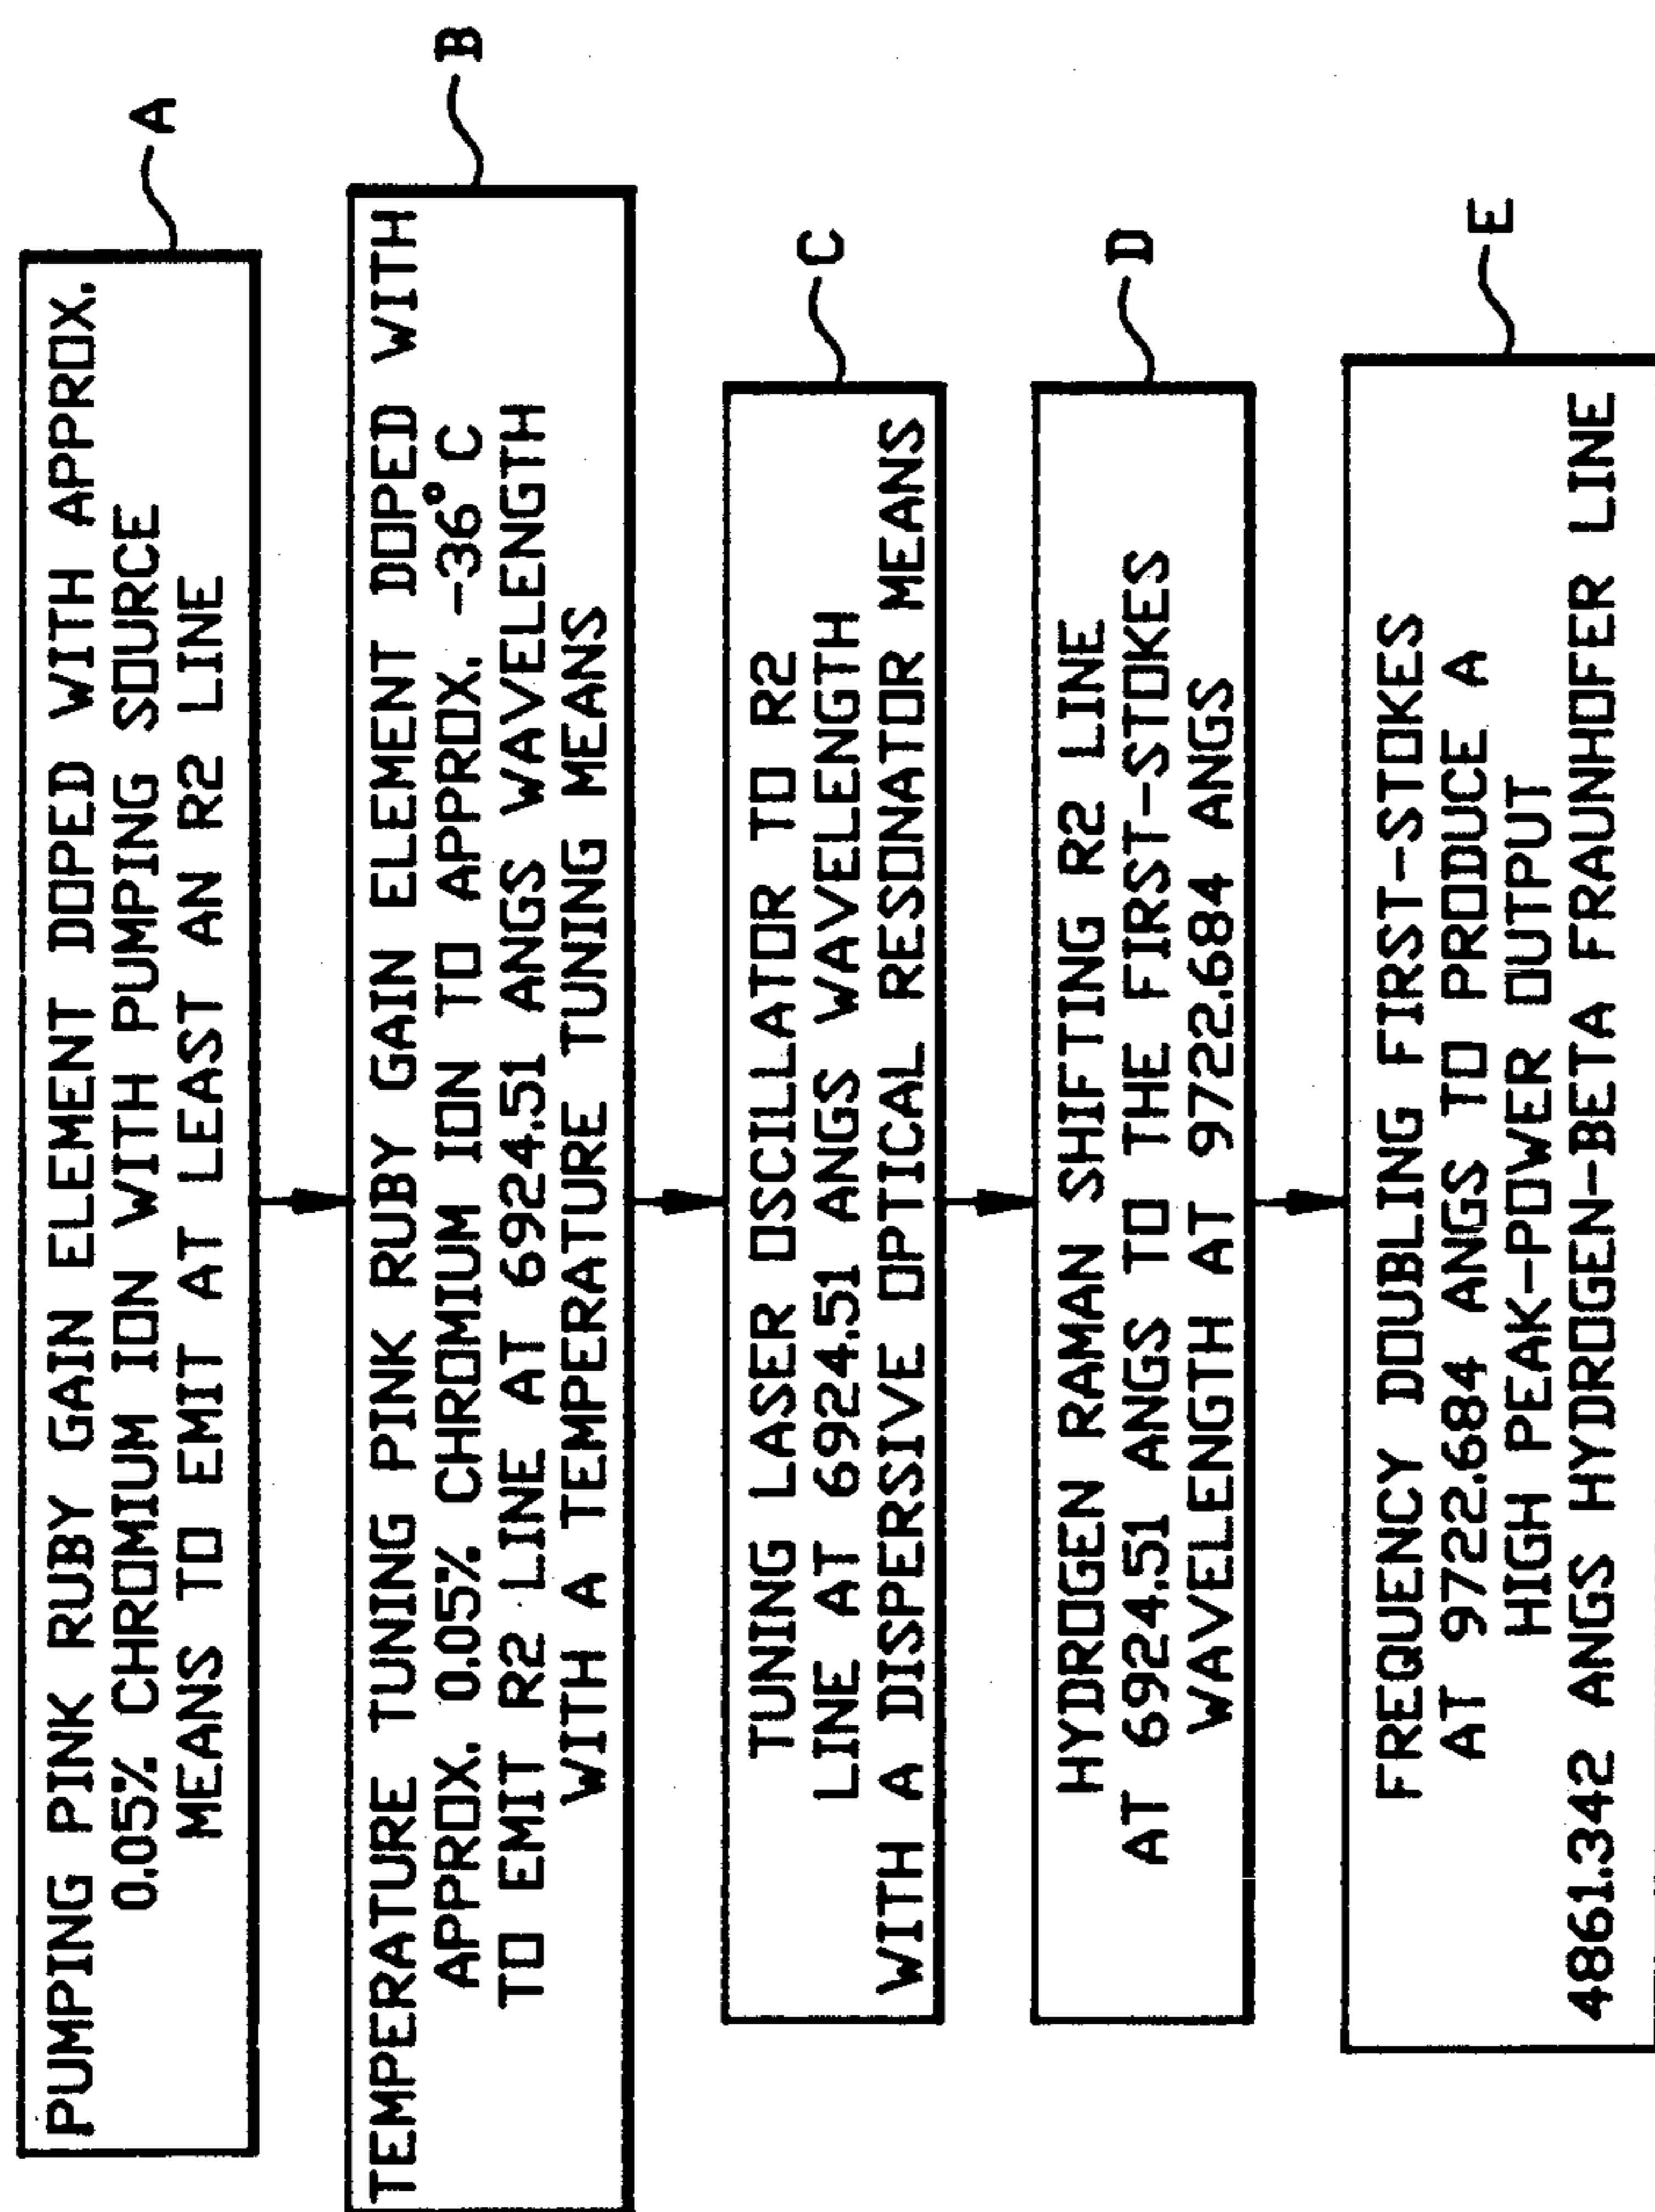 PUMPING PINK RUBY GAIN ELEMENT DOPED WITH APPROX.
0.05% CHROMIUM ION WITH PUMPING SOURCE
MEANS TO EMIT AT LEAST AN R2 LINE
A
TEMPERATURE TUNING PINK RUBY GAIN ELEMENT DOPED WITH
APPROX. 0.05% CHROMIUM ION TO APPROX. -36° C
TO EMIT R2 LINE AT 6924.51 ANGS WAVELENGTH
WITH A TEMPERATURE TUNING MEANS
B
TUNING LASER OSCILLATOR TO R2
LINE AT 6924.51 ANGS WAVELENGTH
WITH A DISPERSIVE OPTICAL RESONATOR MEANS
C
HYDROGEN RAMAN SHIFTING R2 LINE
AT 6924.51 ANGS TO THE FIRST-STOKES
WAVELENGTH AT 9722.684 ANGS
D
FREQUENCY DOUBLING FIRST-STOKES
AT 9722.684 ANGS TO PRODUCE A
HIGH PEAK-POWER OUTPUT
4861.342 ANGS HYDROGEN-BETA FRAUNHOFER LINE
E